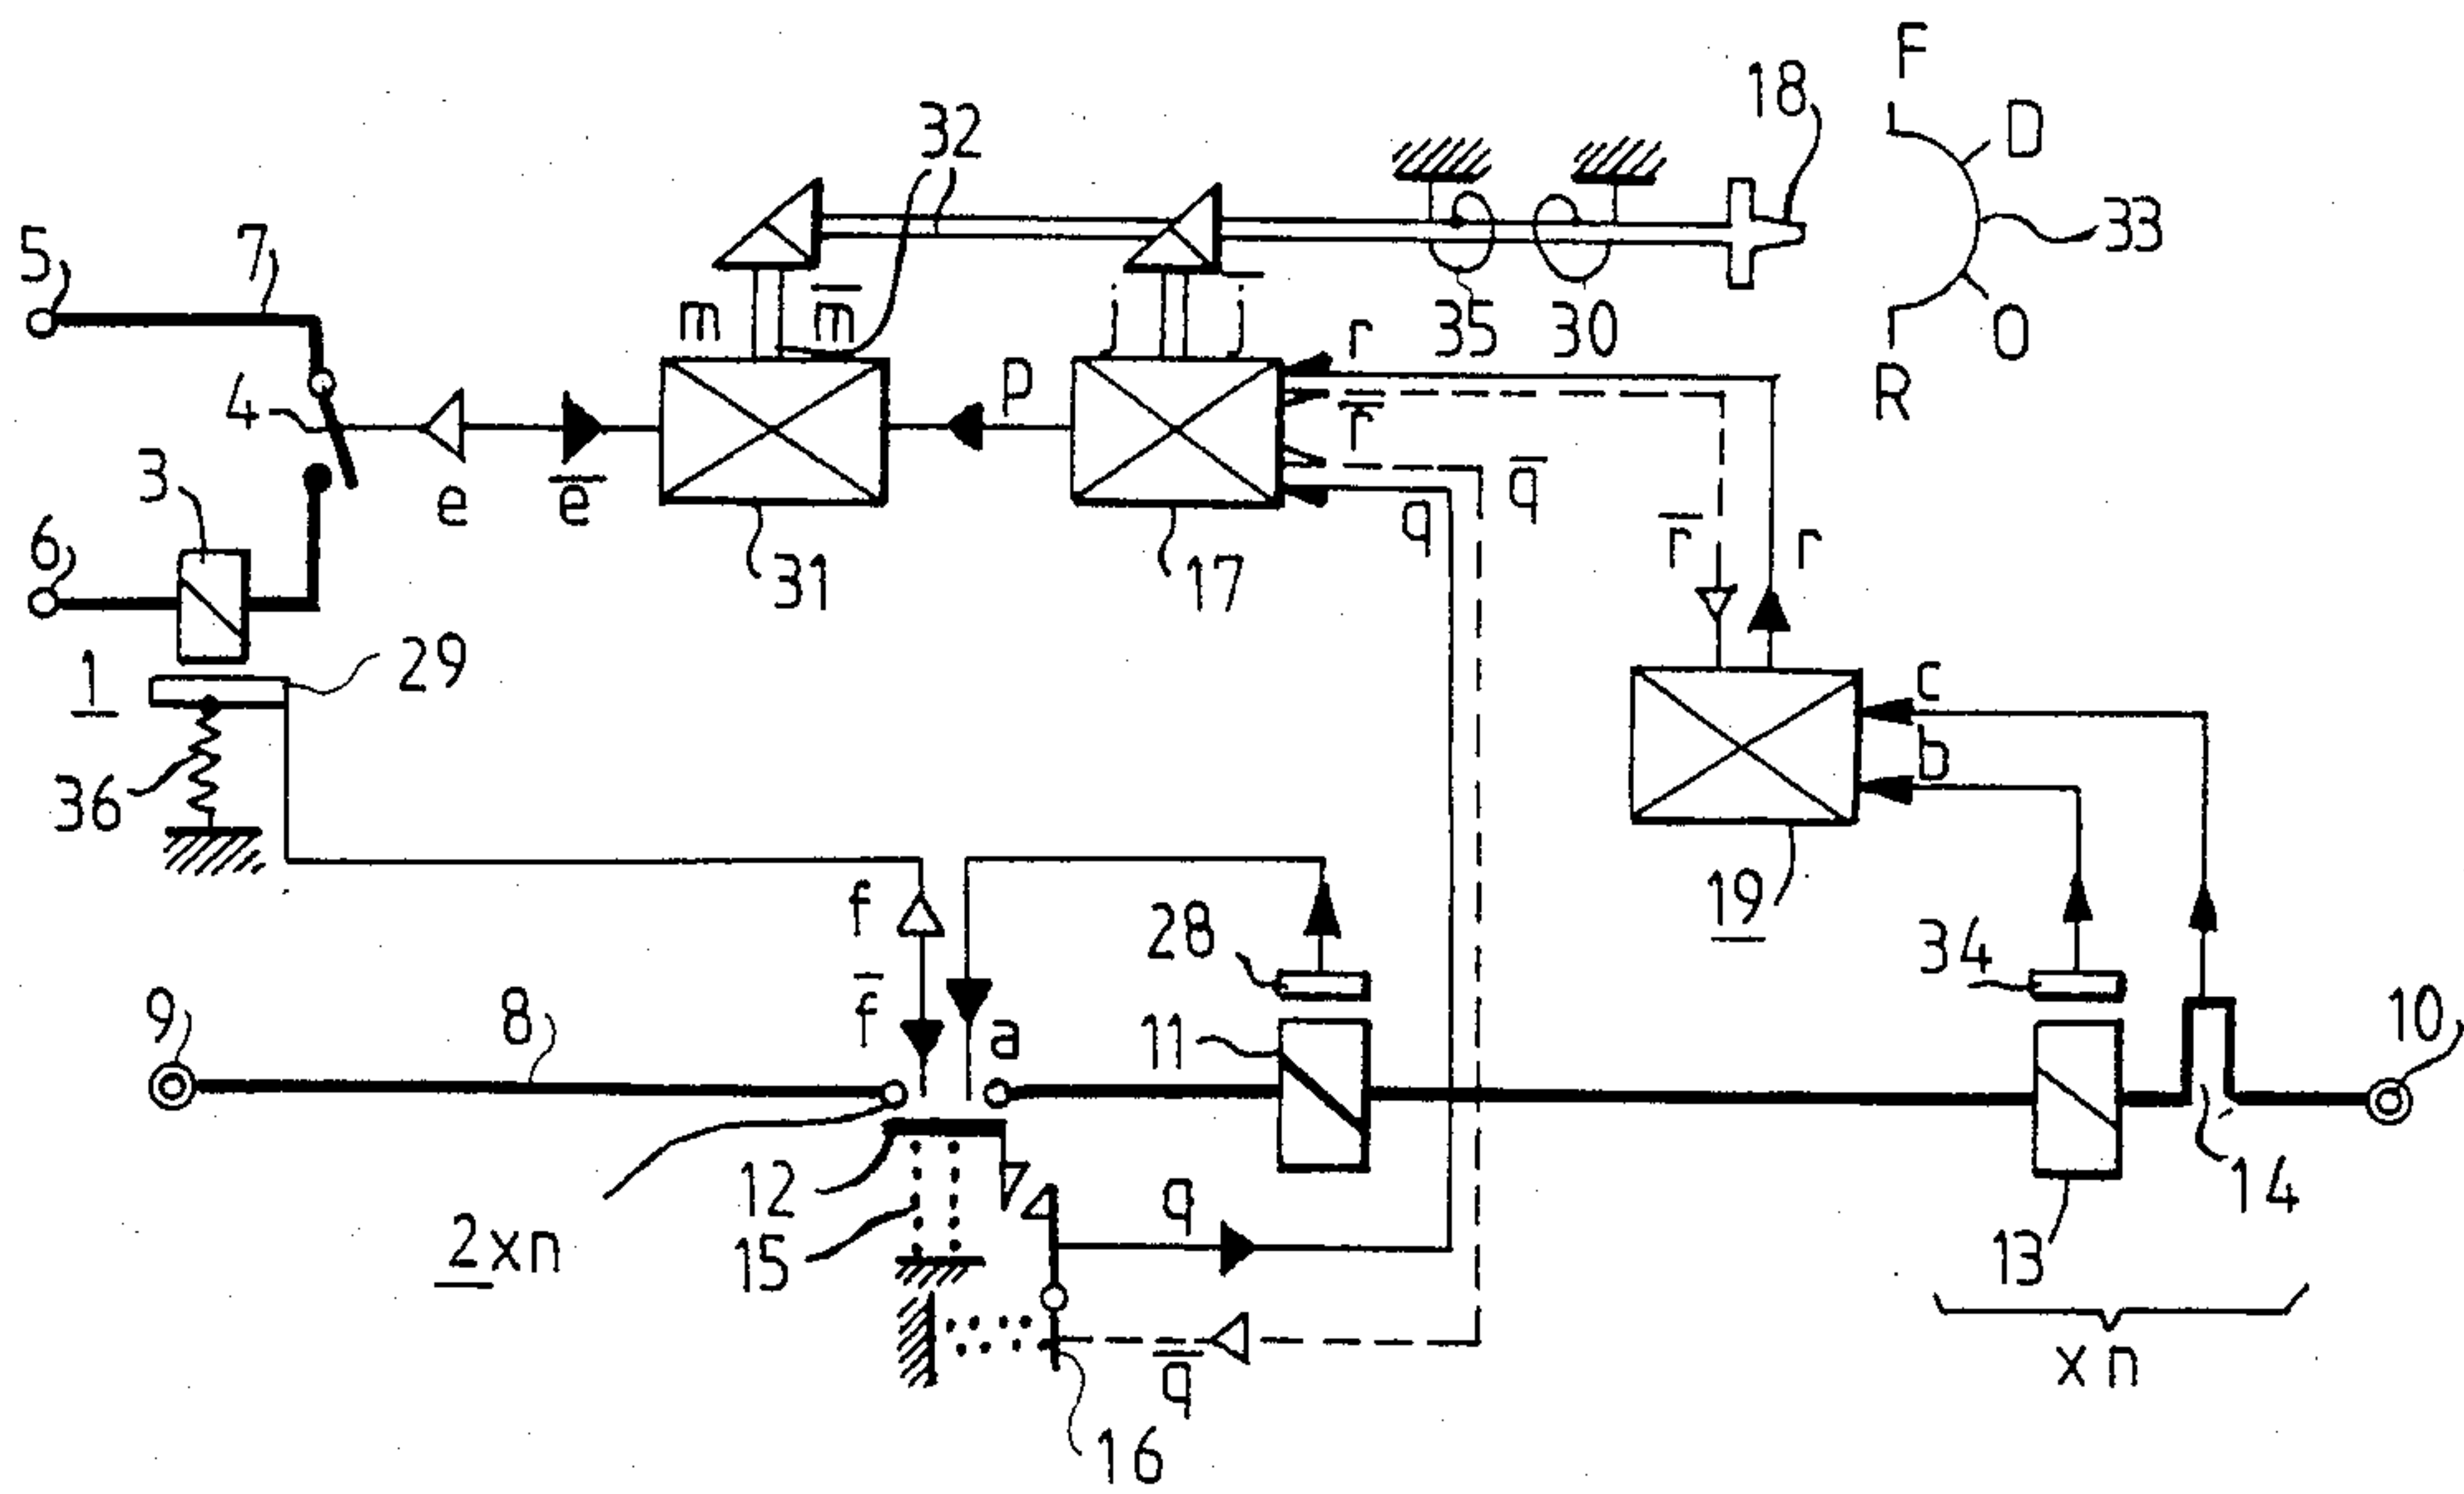 F
18
D
32
33
5
7
m
m̅
j
j̅
35
30
r
O
R
4
p
r̅
3
e
e̅
q
q̅
r̅
r
6
31
17
1
29
c
b
36
f
28
19
34
9
8
f̅
a
11
10
12
q
14
2xn
15
13
q̅
xn
16